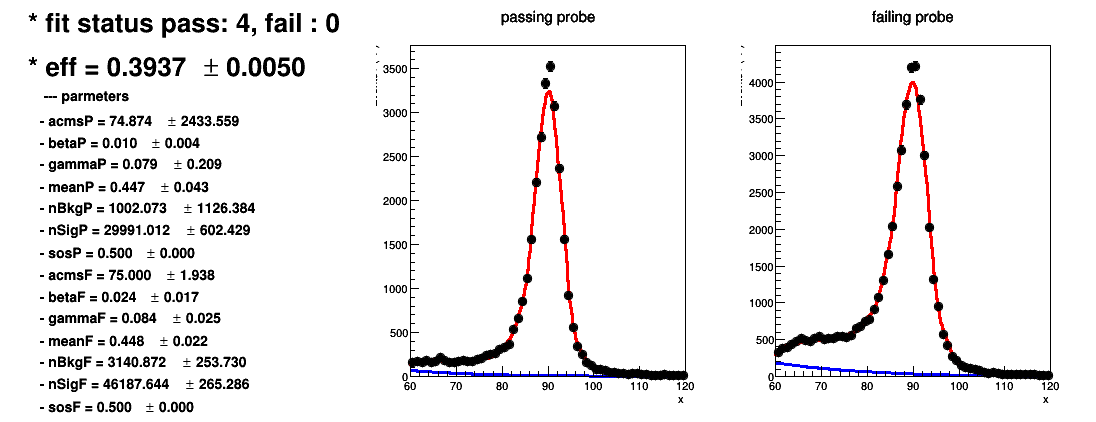 * fit status pass: 4, fail : 0
* eff = 0.3937 ± 0.0050
--- parmeters
- acmsP = 74.874 ± 2433.559
- betaP = 0.010 ± 0.004
- gammaP = 0.079 ± 0.209
- meanP = 0.447 ± 0.043
- nBkgP = 1002.073 ± 1126.384
- nSigP = 29991.012 ± 602.429
- sosP = 0.500 ± 0.000
- acmsF = 75.000 ± 1.938
- betaF = 0.024 ± 0.017
- gammaF = 0.084 ± 0.025
- meanF = 0.448 ± 0.022
- nBkgF = 3140.872 ± 253.730
- nSigF = 46187.644 ± 265.286
- sosF = 0.500 ± 0.000
passing probe
3500
3000
2500
2000
1500
1000
500
0
60 70 80 90 100 110 120
x
failing probe
4000
3500
3000
2500
2000
1500
1000
500
0
60 70 80 90 100 110 120
x